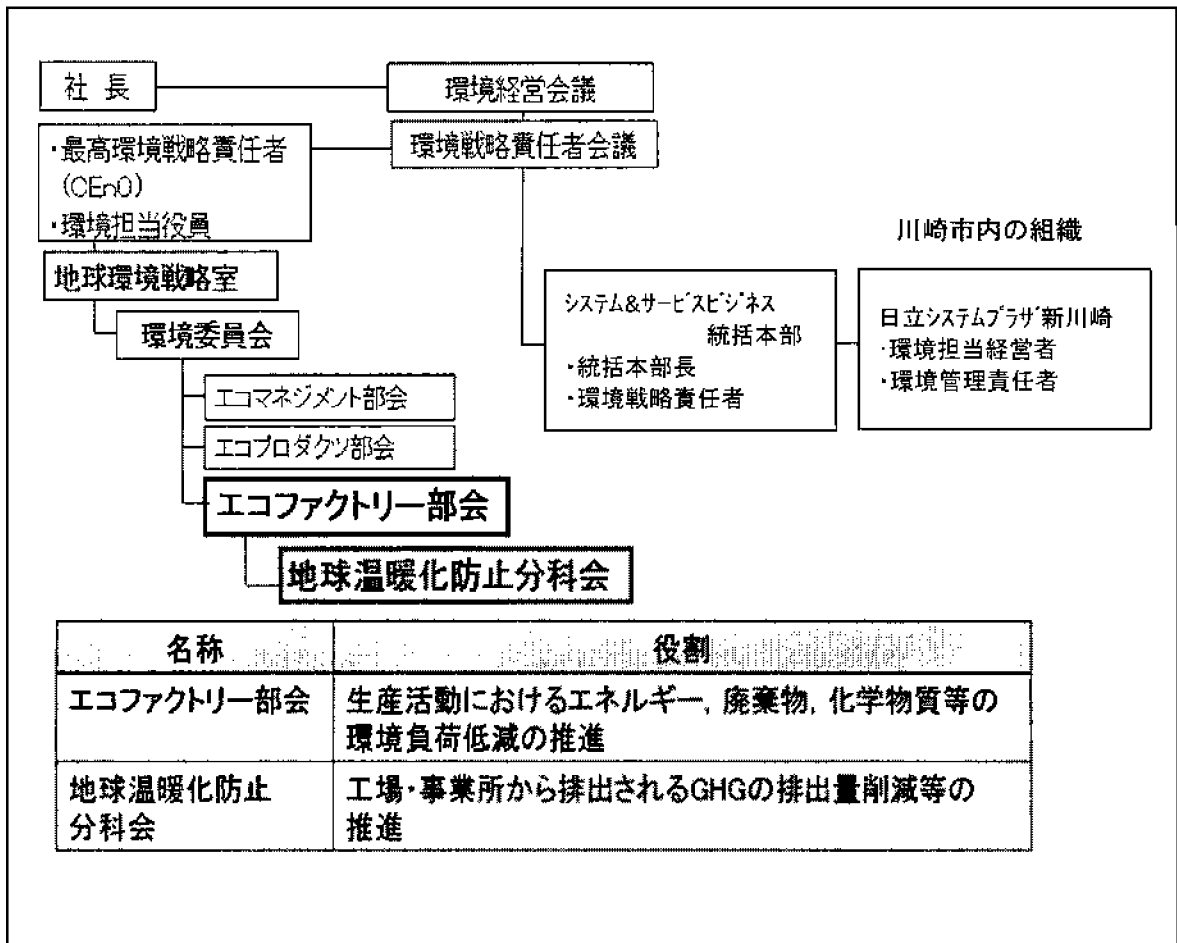 社 長
環境経営会議
・最高環境戦略責任者
(CEnO)
・環境担当役員
環境戦略責任者会議
川崎市内の組織
地球環境戦略室
環境委員会
エコマネジメント部会
エコプロダクツ部会
エコファクトリー部会
地球温暖化防止分科会
システム&サービスビジネス
統括本部
・統括本部長
・環境戦略責任者
日立システムプラザ新川崎
・環境担当経営者
・環境管理責任者
名称 役割
エコファクトリー部会 生産活動におけるエネルギー, 廃棄物, 化学物質等の
環境負荷低減の推進
地球温暖化防止 工場・事業所から排出されるGHGの排出量削減等の
分科会 推進